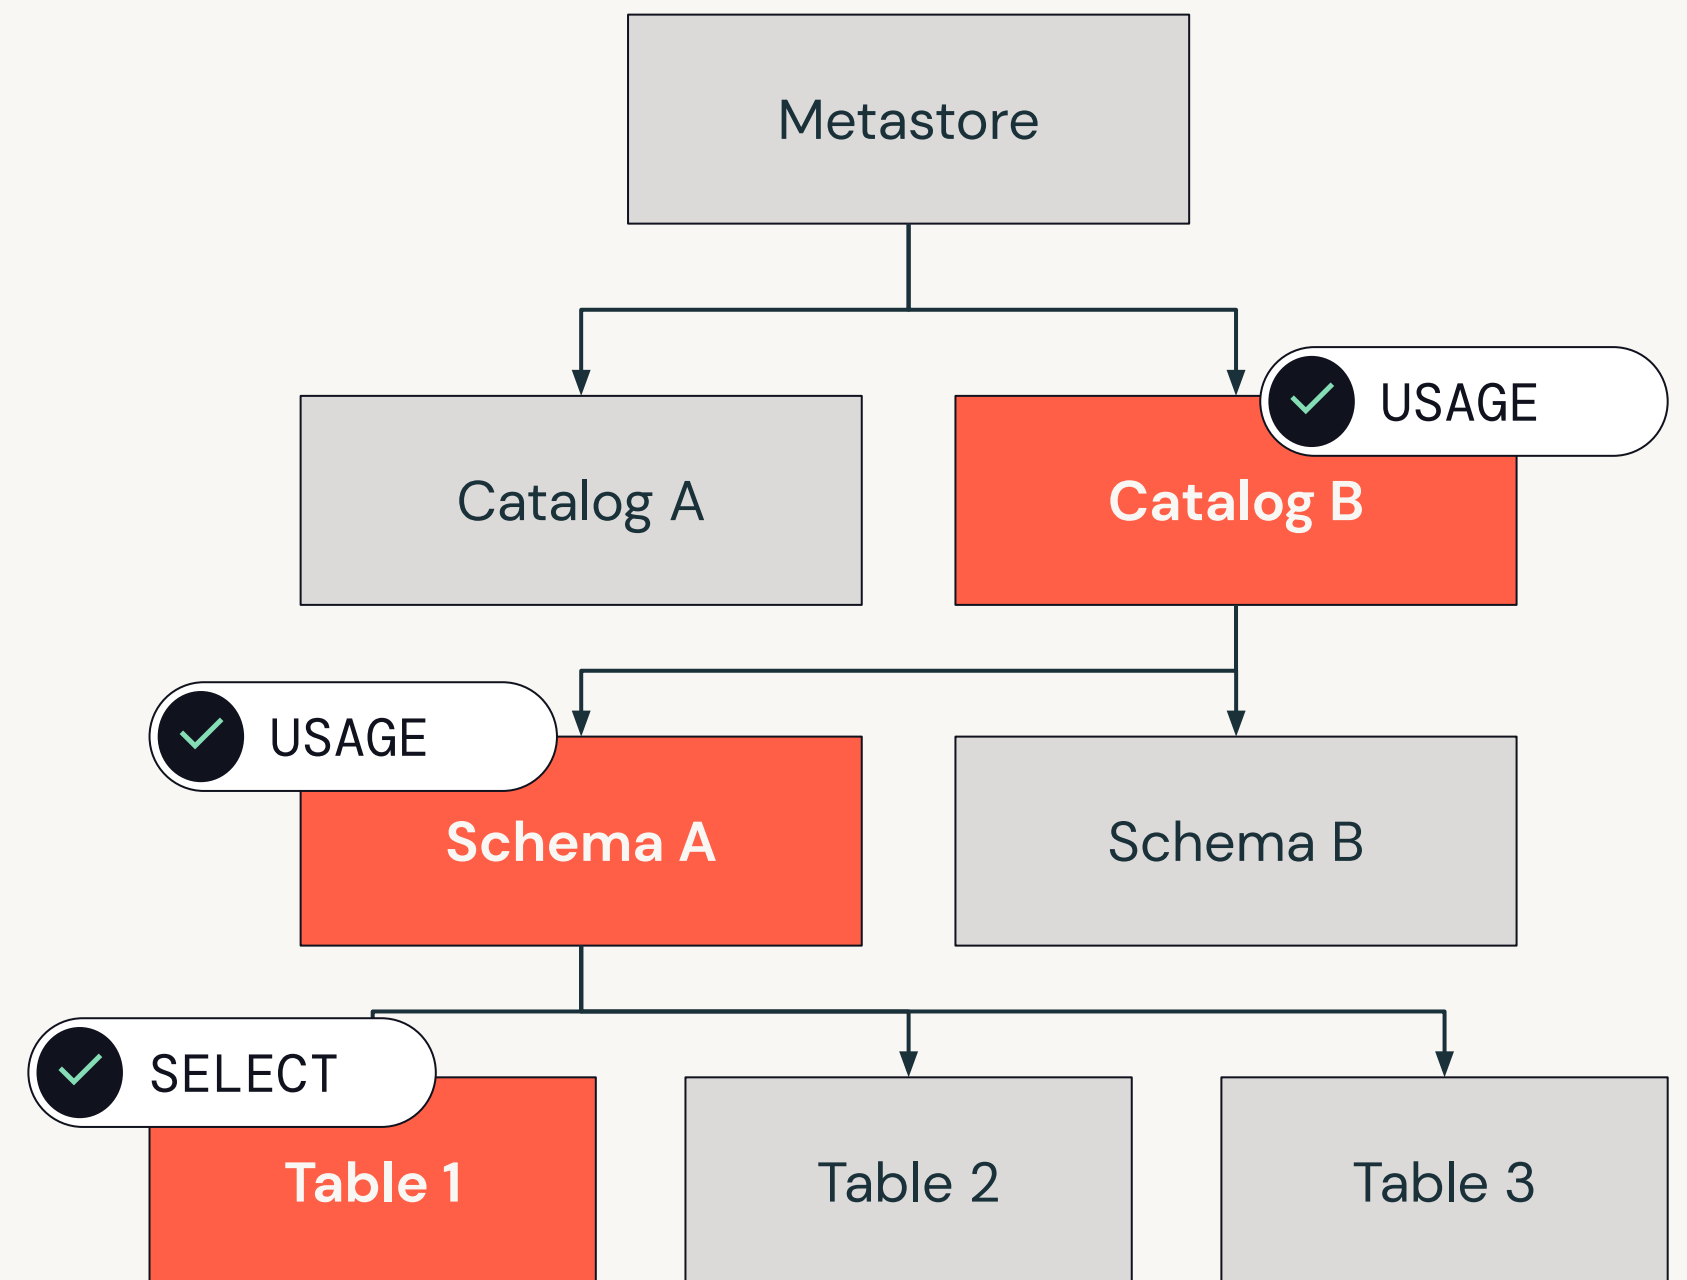 Metastore
USAGE
Catalog A
Catalog B
USAGE
Schema A
Schema B
SELECT
Table 1
Table 2
Table 3